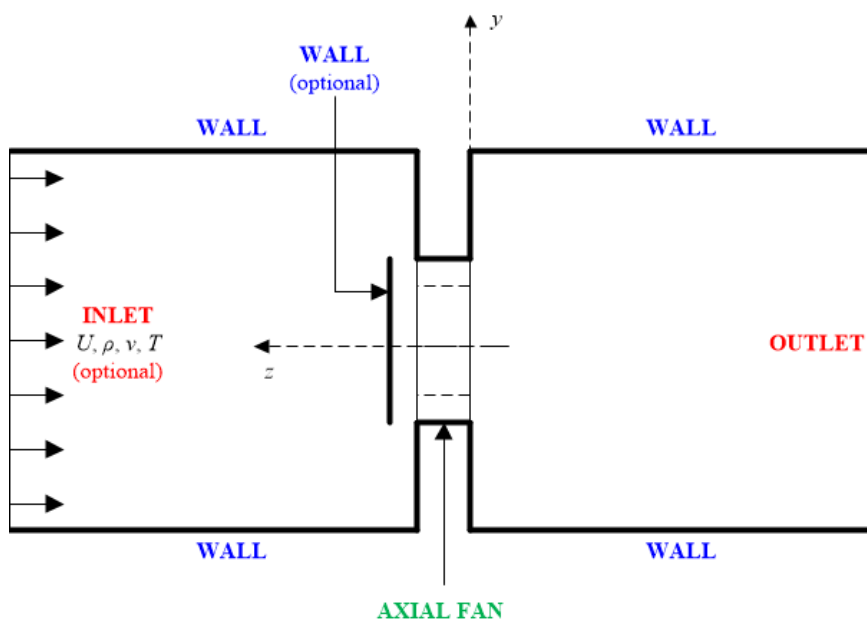 y
WALL
(optional)
WALL
WALL
INLET
U, ρ, ν, T
(optional)
z
OUTLET
WALL
WALL
AXIAL FAN